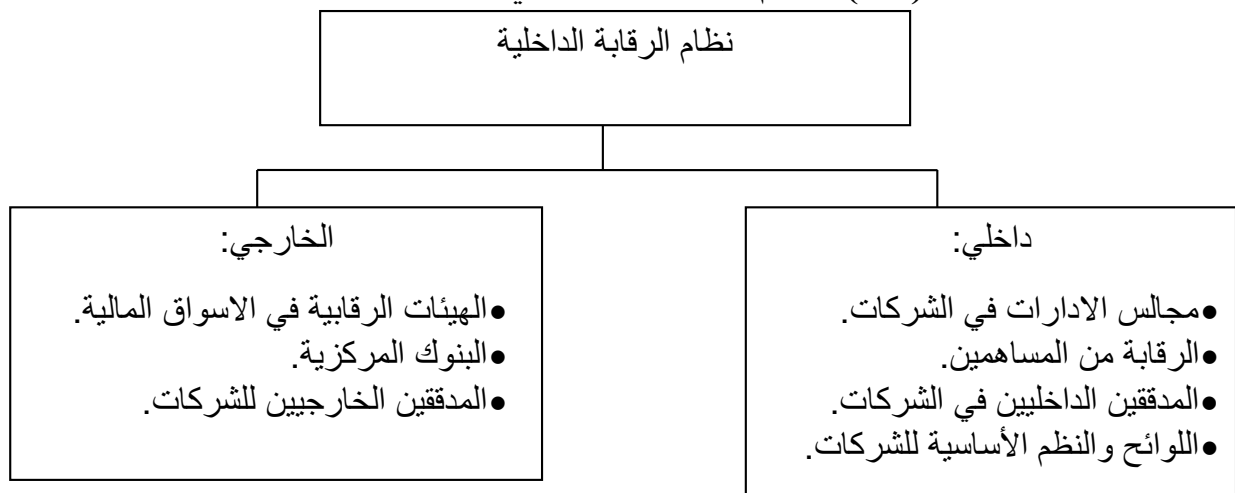 نظام الرقابة الداخلية
داخلي:
●مجالس الادارات في الشركات.
●الرقابة من المساهمين.
●المدققين الداخليين في الشركات.
●اللوائح والنظم الأساسية للشركات.
الخارجي:
●الهيئات الرقابية في الاسواق المالية.
●البنوك المركزية.
●المدققين الخارجيين للشركات.